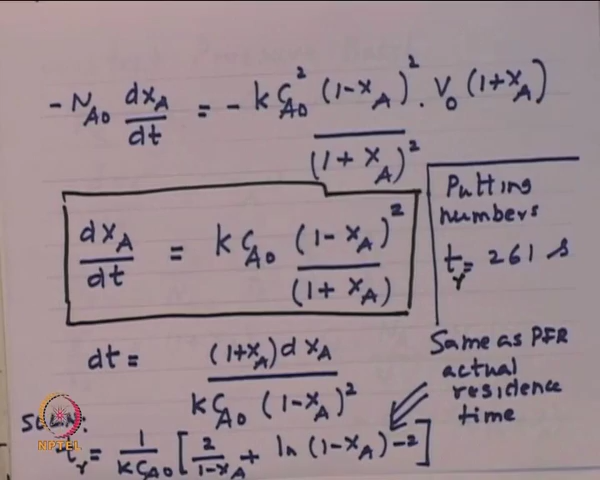 -N_A0 dx_A/dt = -k C_A0^2 (1-x_A)^2/(1+x_A)^2 . V_0 (1+x_A)
dx_A/dt = k C_A0 (1-x_A)^2/(1+x_A)
Putting
numbers
t_r = 261 s
dt = (1+x_A) dx_A / k C_A0 (1-x_A)^2
Same as PFR
actual
residence
time
SOLN:
t_r = 1/kC_A0 [2/1-x_A + ln (1-x_A) -2]
NPTEL